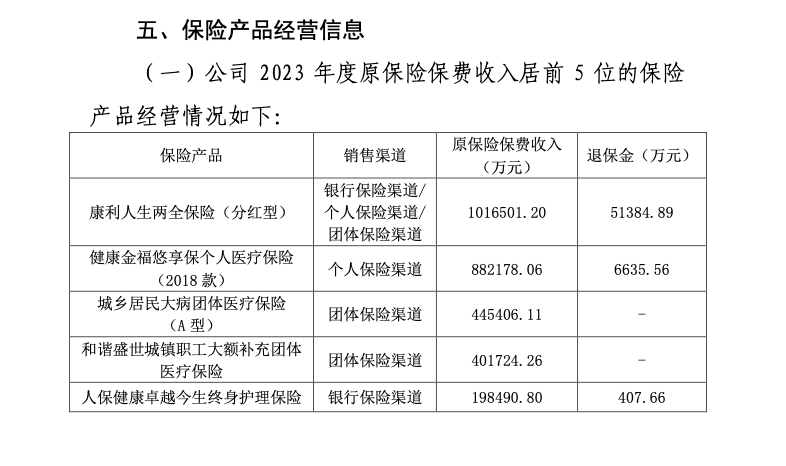 五、保险产品经营信息
（一）公司 2023 年度原保险保费收入居前 5 位的保险
产品经营情况如下:
保险产品 销售渠道 原保险保费收入
（万元） 退保金（万元）
康利人生两全保险（分红型） 银行保险渠道/
个人保险渠道/
团体保险渠道 1016501.20 51384.89
健康金福悠享保个人医疗保险
（2018 款） 个人保险渠道 882178.06 6635.56
城乡居民大病团体医疗保险
（A 型） 团体保险渠道 445406.11 -
和谐盛世城镇职工大额补充团体
医疗保险 团体保险渠道 401724.26 -
人保健康卓越今生终身护理保险 银行保险渠道 198490.80 407.66